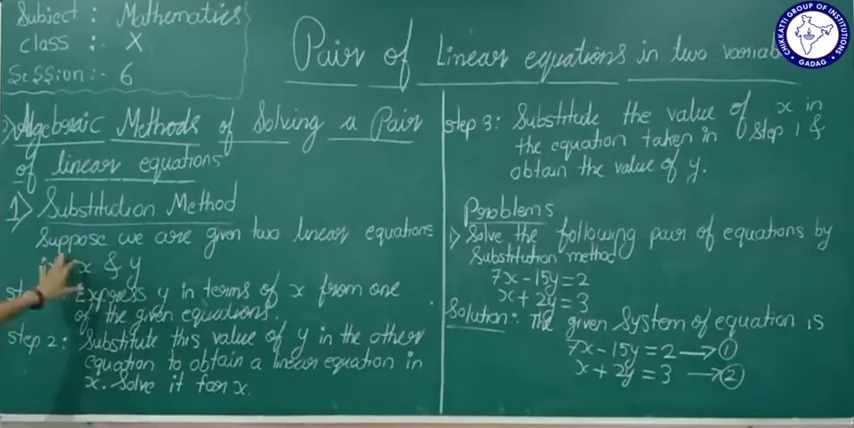 Subject: Mathematics
Class :- X
Session:- 6
Pair of Linear equations in two variab
CHIKKATTI GROUP OF INSTITUTIONS
GADAG
Algebraic Methods of Solving a Pair
of linear equations
1) Substitution Method
Suppose we are given two linear equations
x & y
Express y in terms of x from one
of the given equations.
Step 2: Substitute this value of y in the other
equation to obtain a linear equation in
x. Solve it for x.
Step 3: Substitute the value of x in
the equation taken in Step 1 &
obtain the value of y.
Problems
1) Solve the following pair of equations by
Substitution method
7x - 15y = 2
x + 2y = 3
Solution: The given System of equation is
7x - 15y = 2 → ①
x + 2y = 3 → ②